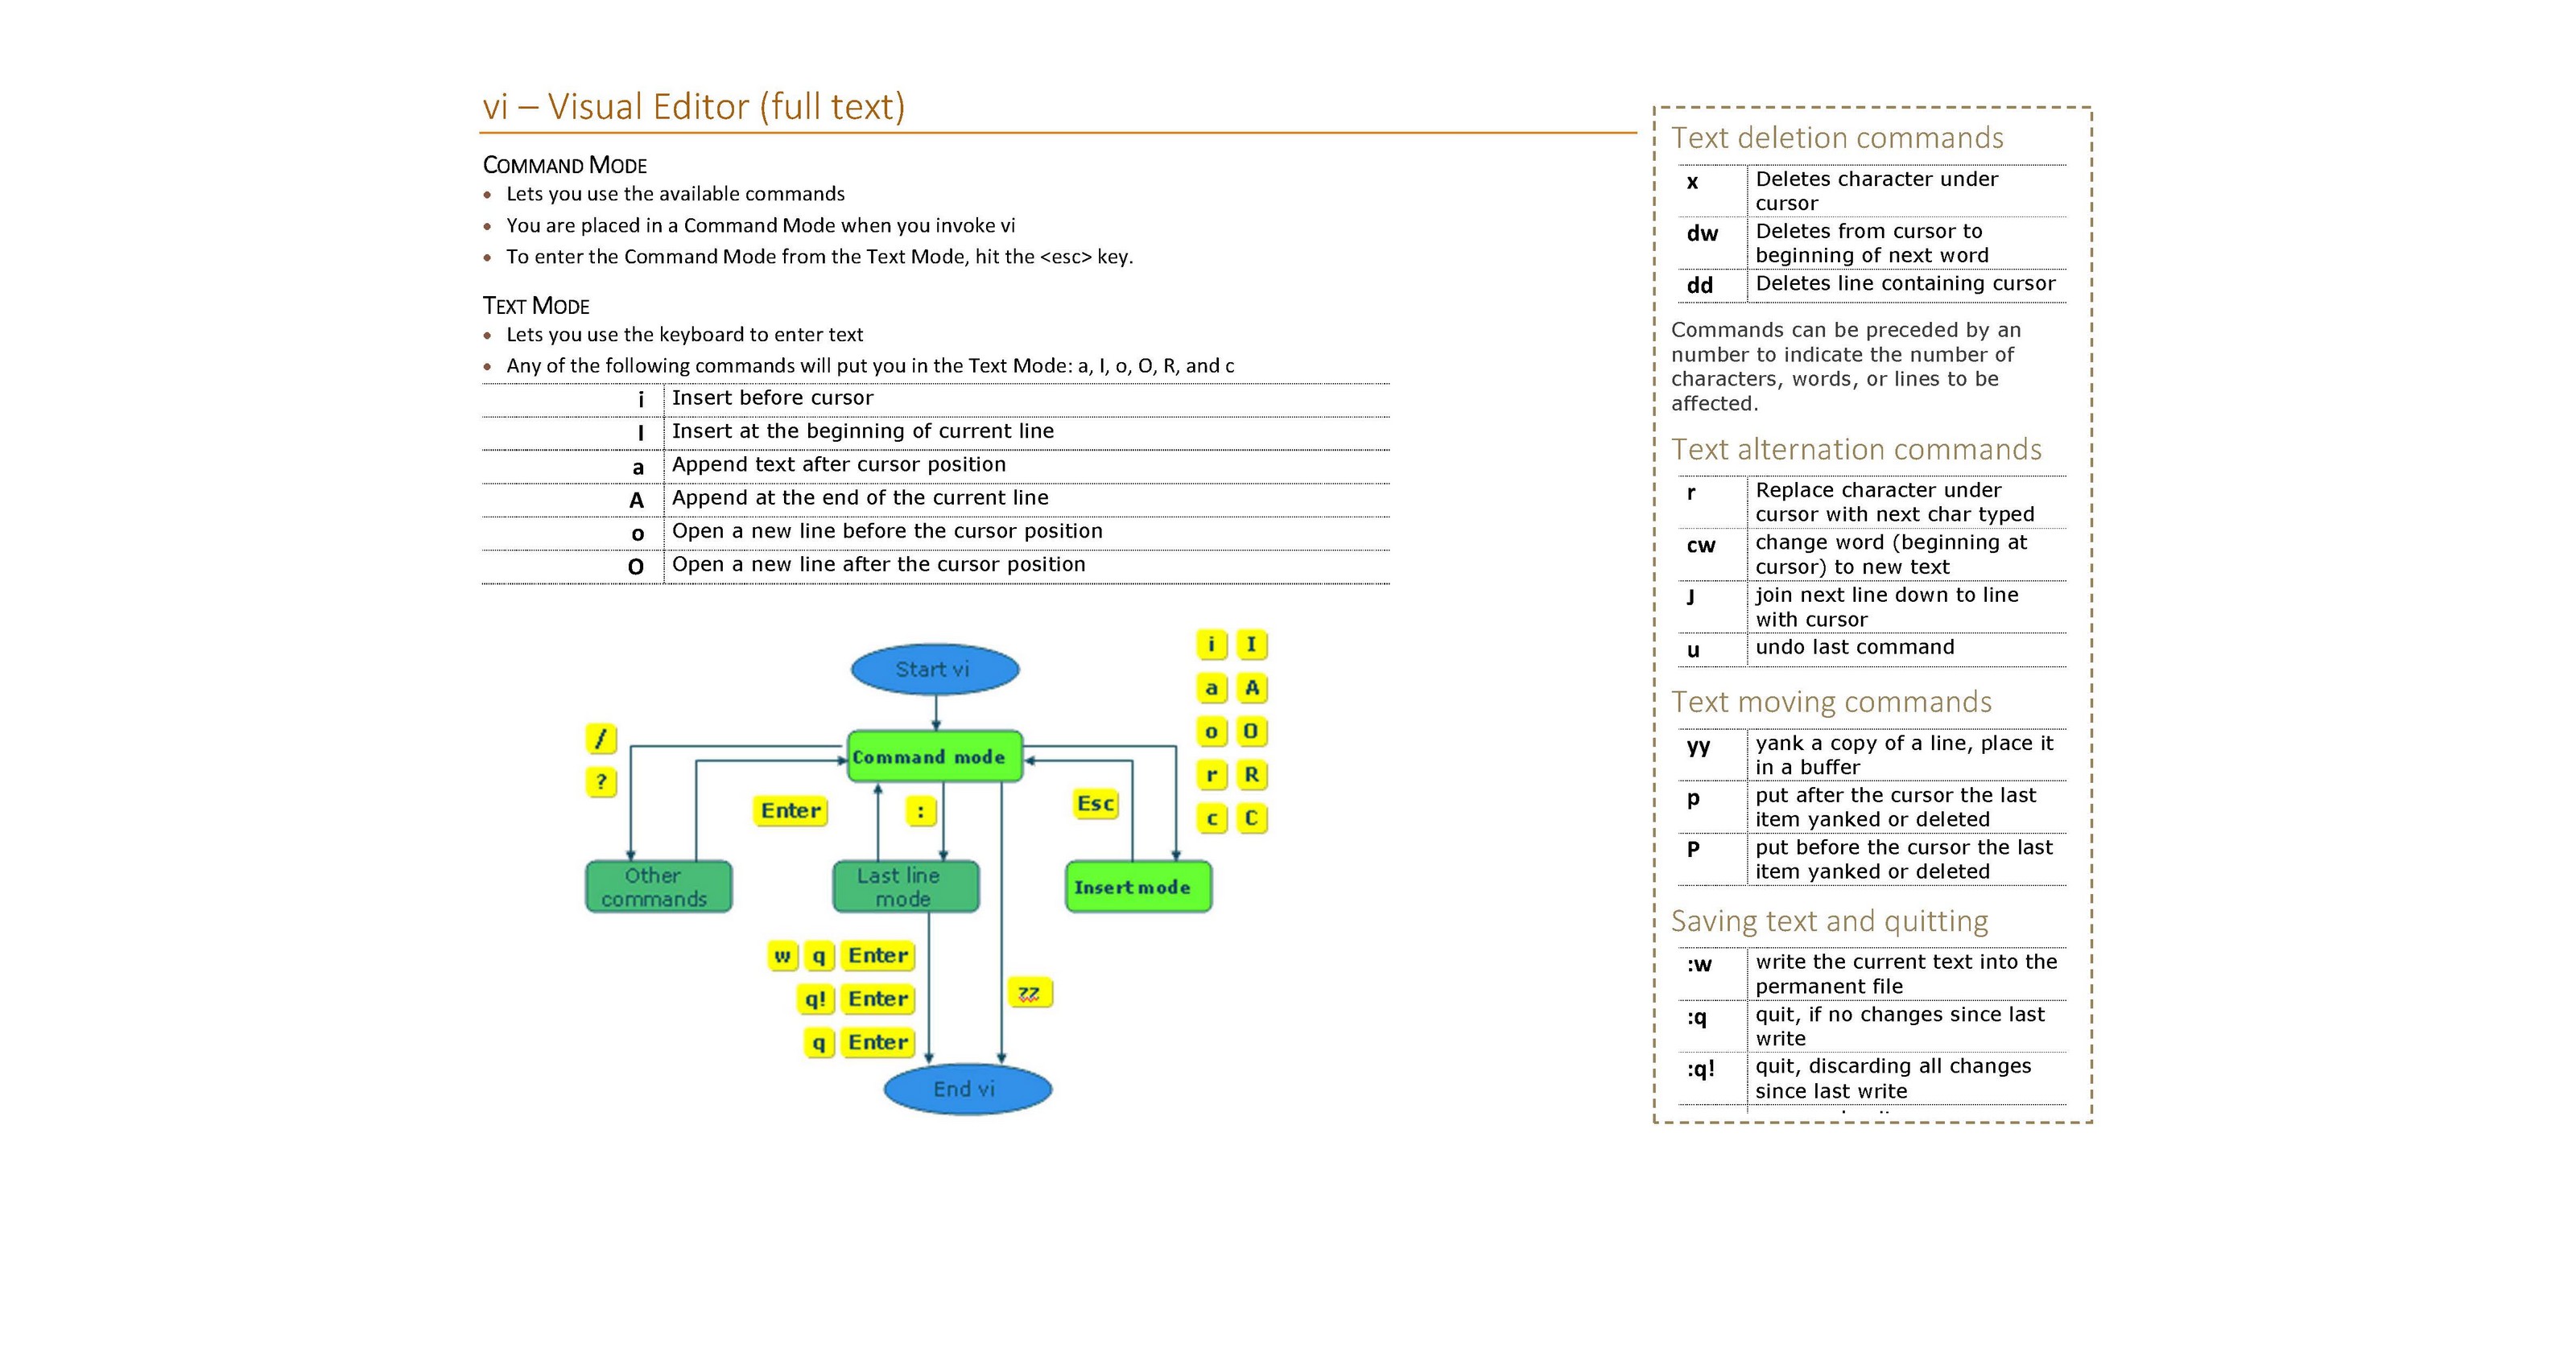 vi – Visual Editor (full text)
COMMAND MODE
• Lets you use the available commands
• You are placed in a Command Mode when you invoke vi
• To enter the Command Mode from the Text Mode, hit the <esc> key.
TEXT MODE
• Lets you use the keyboard to enter text
• Any of the following commands will put you in the Text Mode: a, I, o, O, R, and c
i Insert before cursor
I Insert at the beginning of current line
a Append text after cursor position
A Append at the end of the current line
o Open a new line before the cursor position
O Open a new line after the cursor position
Start vi
i I
a A
o O
r R
c C
/
?
Command mode
Enter
:
Esc
Other
commands
Last line
mode
Insert mode
w q Enter
q! Enter
q Enter
zz
End vi
Text deletion commands
x Deletes character under
cursor
dw Deletes from cursor to
beginning of next word
dd Deletes line containing cursor
Commands can be preceded by an
number to indicate the number of
characters, words, or lines to be
affected.
Text alternation commands
r Replace character under
cursor with next char typed
cw change word (beginning at
cursor) to new text
J join next line down to line
with cursor
u undo last command
Text moving commands
yy yank a copy of a line, place it
in a buffer
p put after the cursor the last
item yanked or deleted
P put before the cursor the last
item yanked or deleted
Saving text and quitting
:w write the current text into the
permanent file
:q quit, if no changes since last
write
:q! quit, discarding all changes
since last write